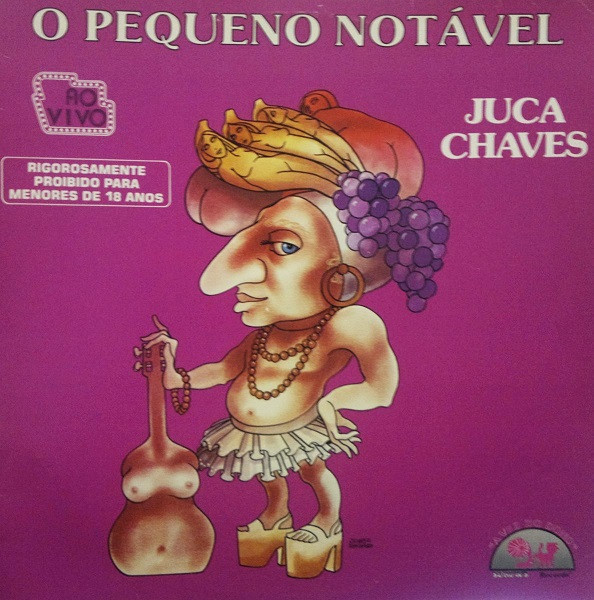 O PEQUENO NOTÁVEL
AO
VIVO
JUCA
CHAVES
RIGOROSAMENTE
PROIBIDO PARA
MENORES DE 18 ANOS